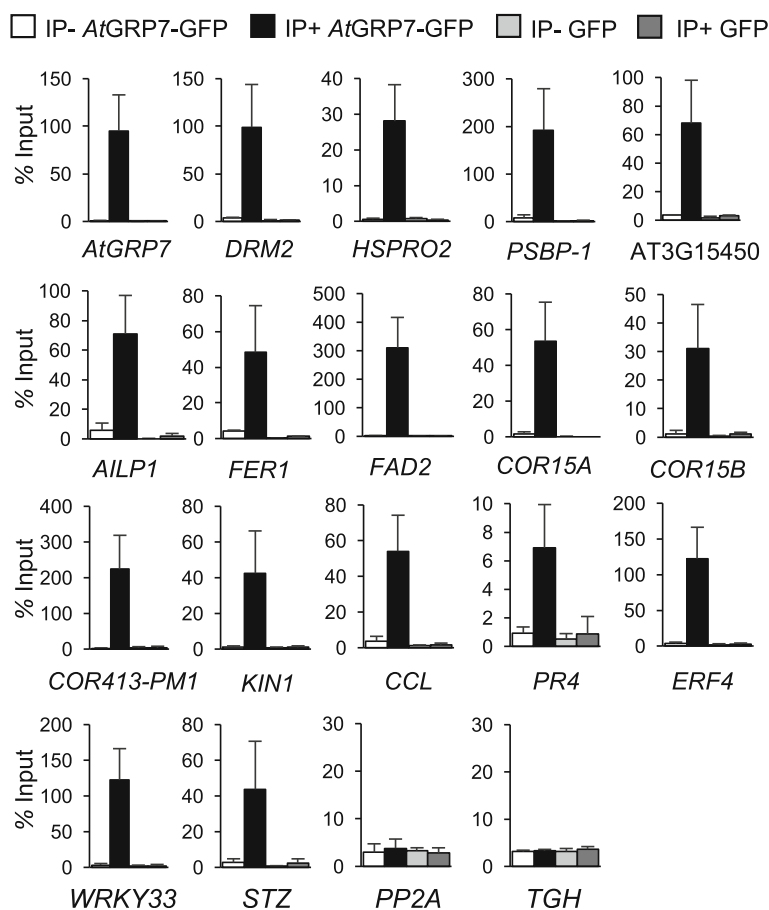 IP- AtGRP7-GFP IP+ AtGRP7-GFP IP- GFP IP+ GFP
% Input
150 150 40 300 100
100 100 30 200 80
50 50 20 100 60
0 0 10 0 40
0 20
0
AtGRP7 DRM2 HSPRO2 PSBP-1 AT3G15450
% Input
100 80 500 80 50
80 60 400 60 40
60 40 300 40 30
40 20 200 20 20
20 0 100 0 10
0 0 0
AILP1 FER1 FAD2 COR15A COR15B
% Input
400 80 80 10 200
300 60 60 8 150
200 40 40 6 100
100 20 20 4 50
0 0 0 2 0
0
COR413-PM1 KIN1 CCL PR4 ERF4
% Input
200 80 30 30
150 60 20 20
100 40 10 10
50 20 0 0
0 0
WRKY33 STZ PP2A TGH